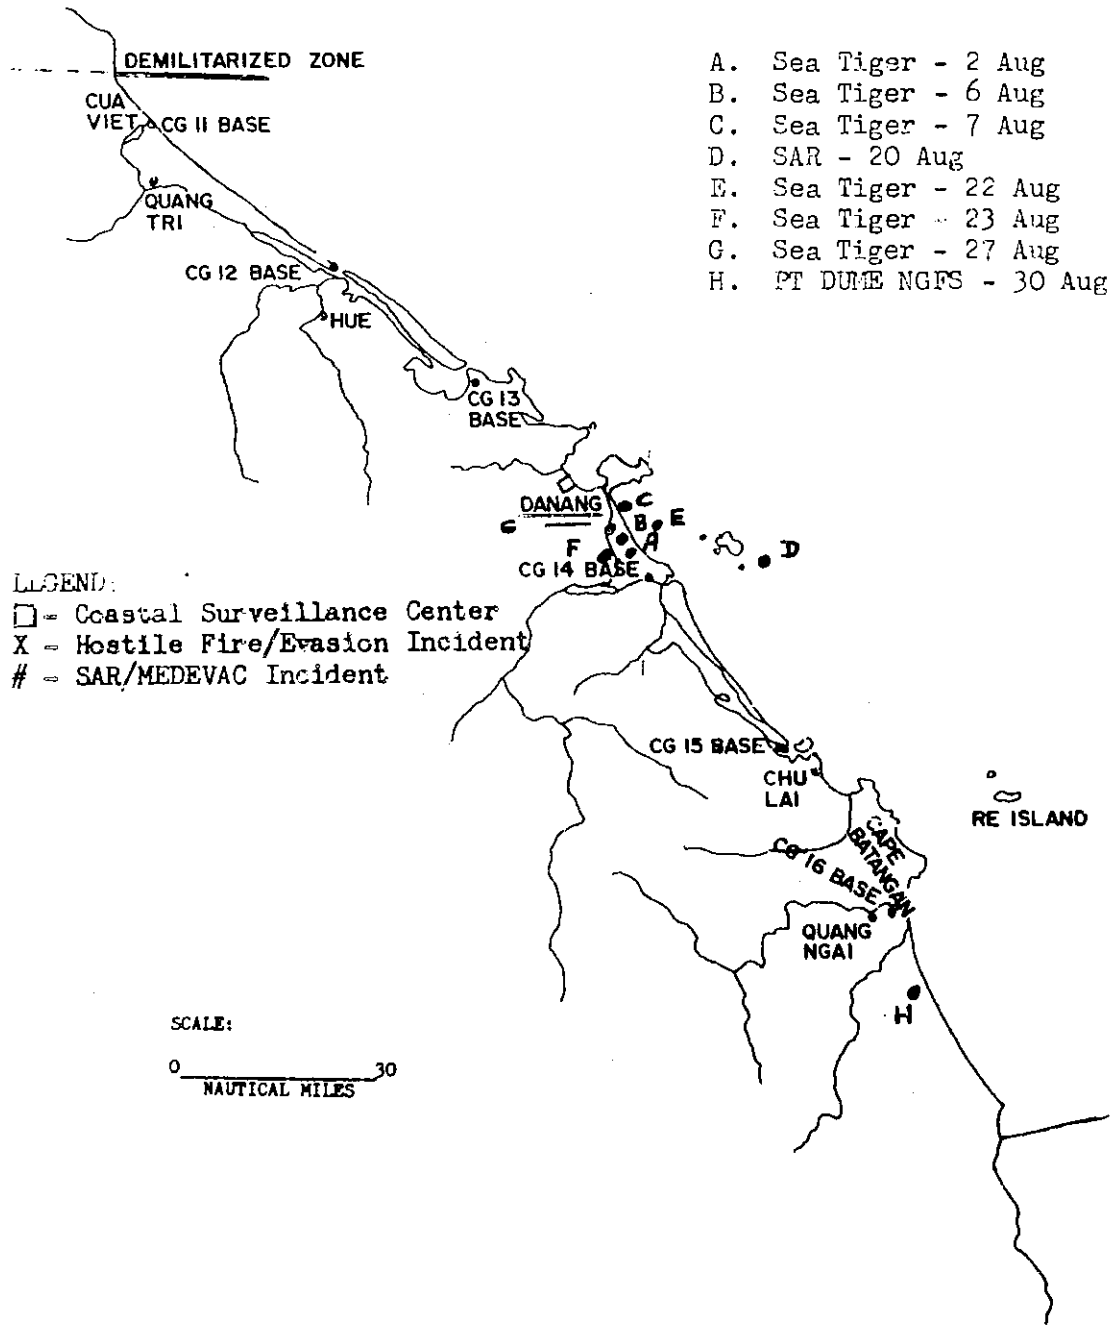 DEMILITARIZED ZONE
A. Sea Tiger - 2 Aug
B. Sea Tiger - 6 Aug
C. Sea Tiger - 7 Aug
D. SAR - 20 Aug
E. Sea Tiger - 22 Aug
F. Sea Tiger - 23 Aug
G. Sea Tiger - 27 Aug
H. PT DUME NGFS - 30 Aug
CUA
VIET
CG 11 BASE
QUANG
TRI
CG 12 BASE
HUE
CG 13
BASE
DANANG
C
B
E
G
F
A
D
CG 14 BASE
LEGEND:
□ - Coastal Surveillance Center
X - Hostile Fire/Evasion Incident
# - SAR/MEDEVAC Incident
CG 15 BASE
CHU
LAI
RE ISLAND
CAPE
BATANGAN
CG 16 BASE
QUANG
NGAI
H
SCALE:
0 30
NAUTICAL MILES